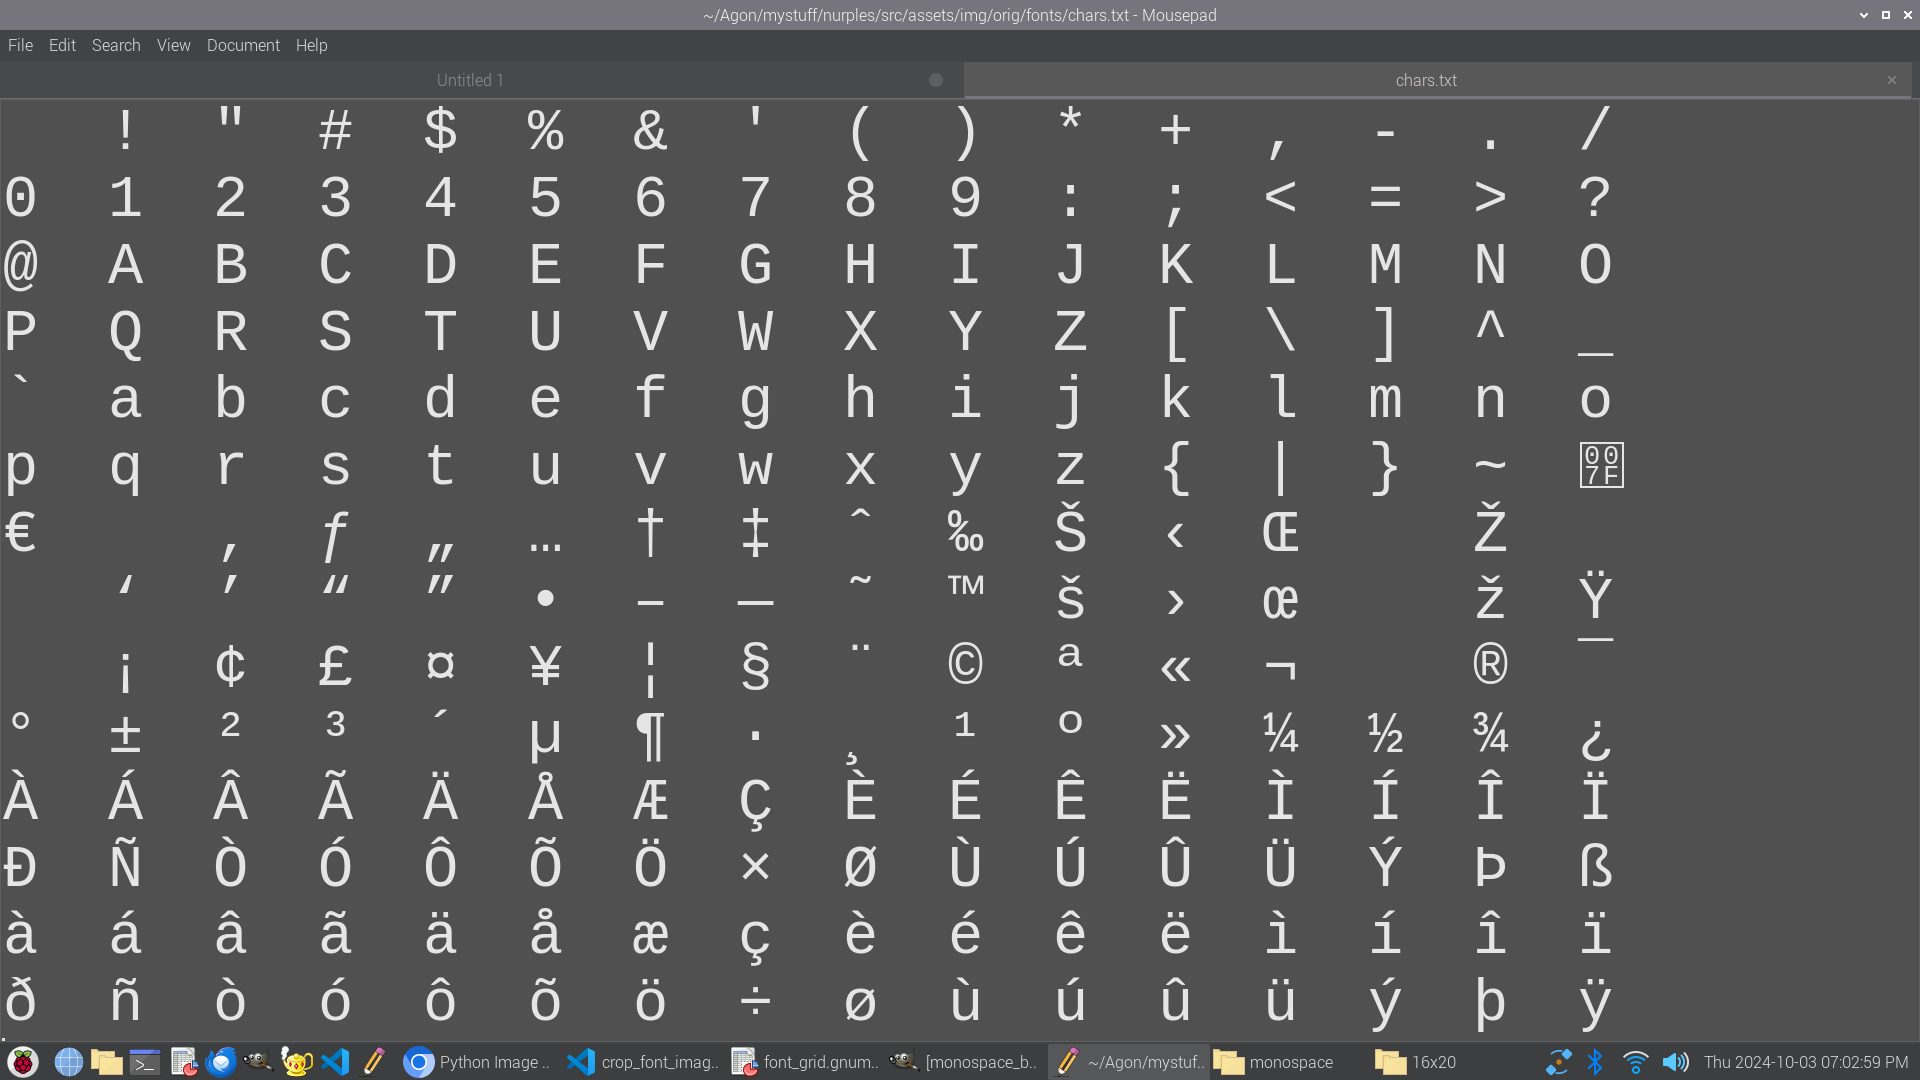 ~/Agon/mystuff/nurples/src/assets/img/orig/fonts/chars.txt - Mousepad
File Edit Search View Document Help
Untitled 1 chars.txt
! " # $ % & ' ( ) * + , - . /
0 1 2 3 4 5 6 7 8 9 : ; < = > ?
@ A B C D E F G H I J K L M N O
P Q R S T U V W X Y Z [ \ ] ^ _
` a b c d e f g h i j k l m n o
p q r s t u v w x y z { | } ~ 007F
€ ‚ ƒ „ … † ‡ ˆ ‰ Š ‹ Œ Ž
‘ ’ “ ” • – — ˜ ™ š › œ ž Ÿ
¡ ¢ £ ¤ ¥ ¦ § ¨ © ª « ¬ ® ¯
° ± ² ³ ´ µ ¶ · ¸ ¹ º » ¼ ½ ¾ ¿
À Á Â Ã Ä Å Æ Ç È É Ê Ë Ì Í Î Ï
Ð Ñ Ò Ó Ô Õ Ö × Ø Ù Ú Û Ü Ý Þ ß
à á â ã ä å æ ç è é ê ë ì í î ï
ð ñ ò ó ô õ ö ÷ ø ù ú û ü ý þ ÿ
Python Image .. crop_font_imag.. font_grid.gnum.. [monospace_b.. ~/Agon/mystuf.. monospace 16x20 Thu 2024-10-03 07:02:59 PM